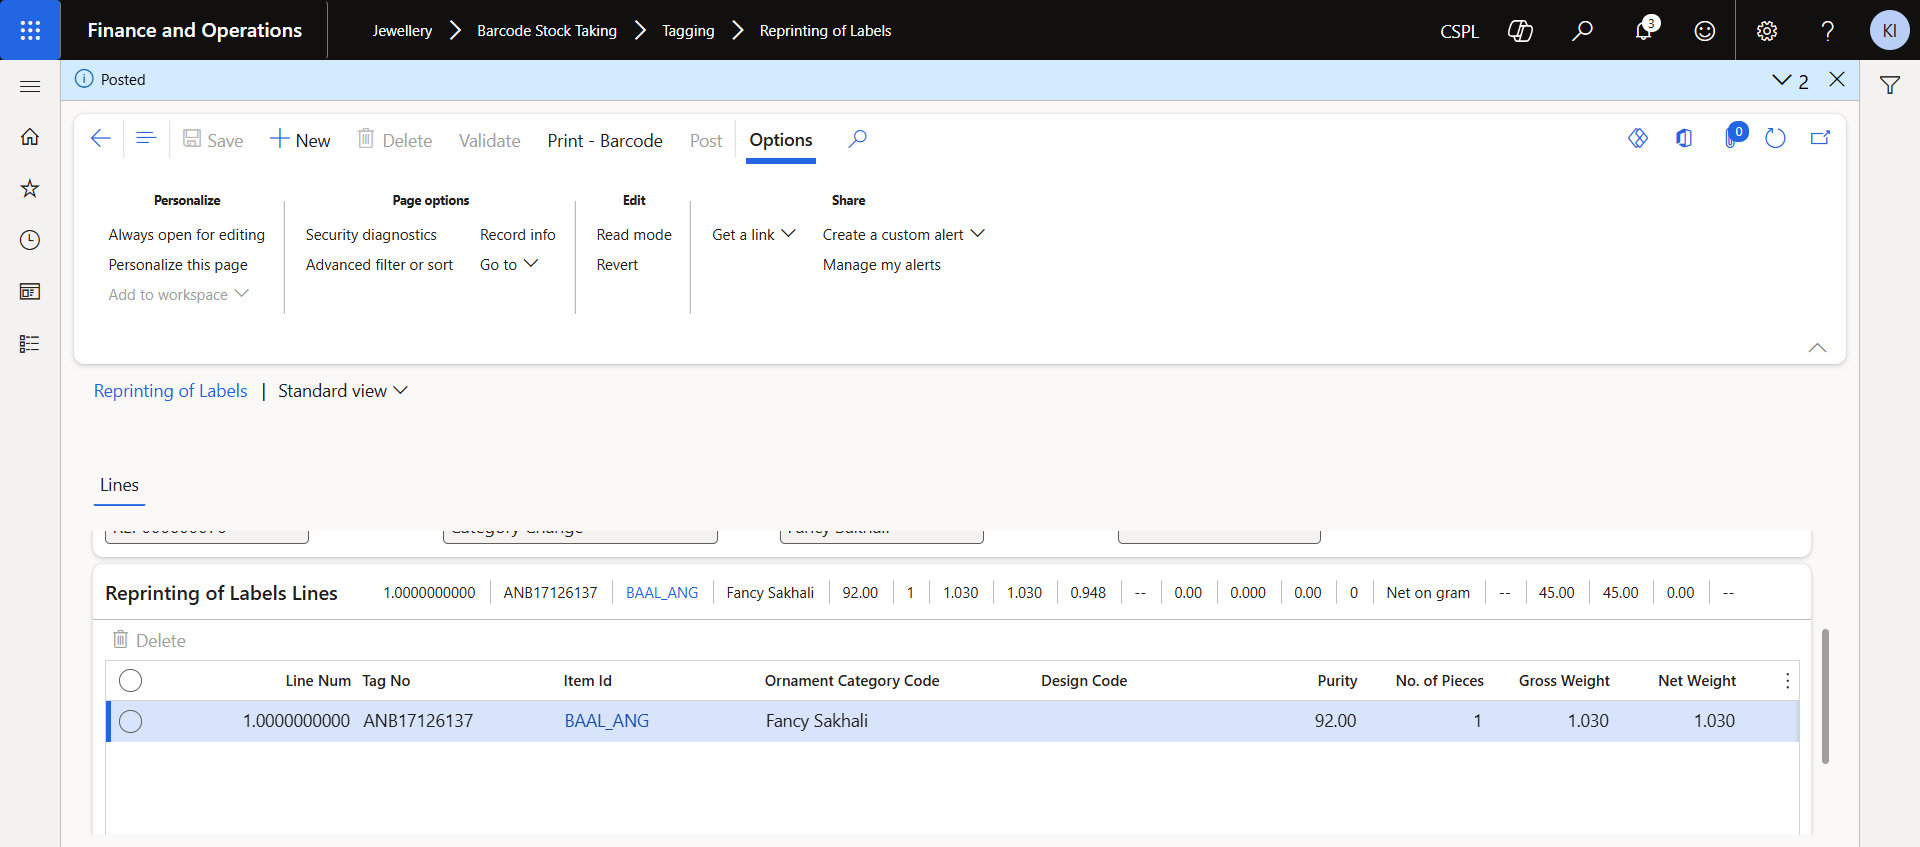 Finance and Operations
Jewellery Barcode Stock Taking Tagging Reprinting of Labels
CSPL 3 ? KI
Posted 2
Save New Delete Validate Print - Barcode Post Options 0
Personalize Page options Edit Share
Always open for editing Security diagnostics Record info Read mode Get a link Create a custom alert
Personalize this page Advanced filter or sort Go to Revert Manage my alerts
Add to workspace
Reprinting of Labels | Standard view
Lines
Category Change Fancy Sakhali
Reprinting of Labels Lines 1.0000000000 ANB17126137 BAAL_ANG Fancy Sakhali 92.00 1 1.030 1.030 0.948 -- 0.00 0.000 0.00 0 Net on gram -- 45.00 45.00 0.00 --
Delete
Line Num Tag No Item Id Ornament Category Code Design Code Purity No. of Pieces Gross Weight Net Weight
1.0000000000 ANB17126137 BAAL_ANG Fancy Sakhali 92.00 1 1.030 1.030